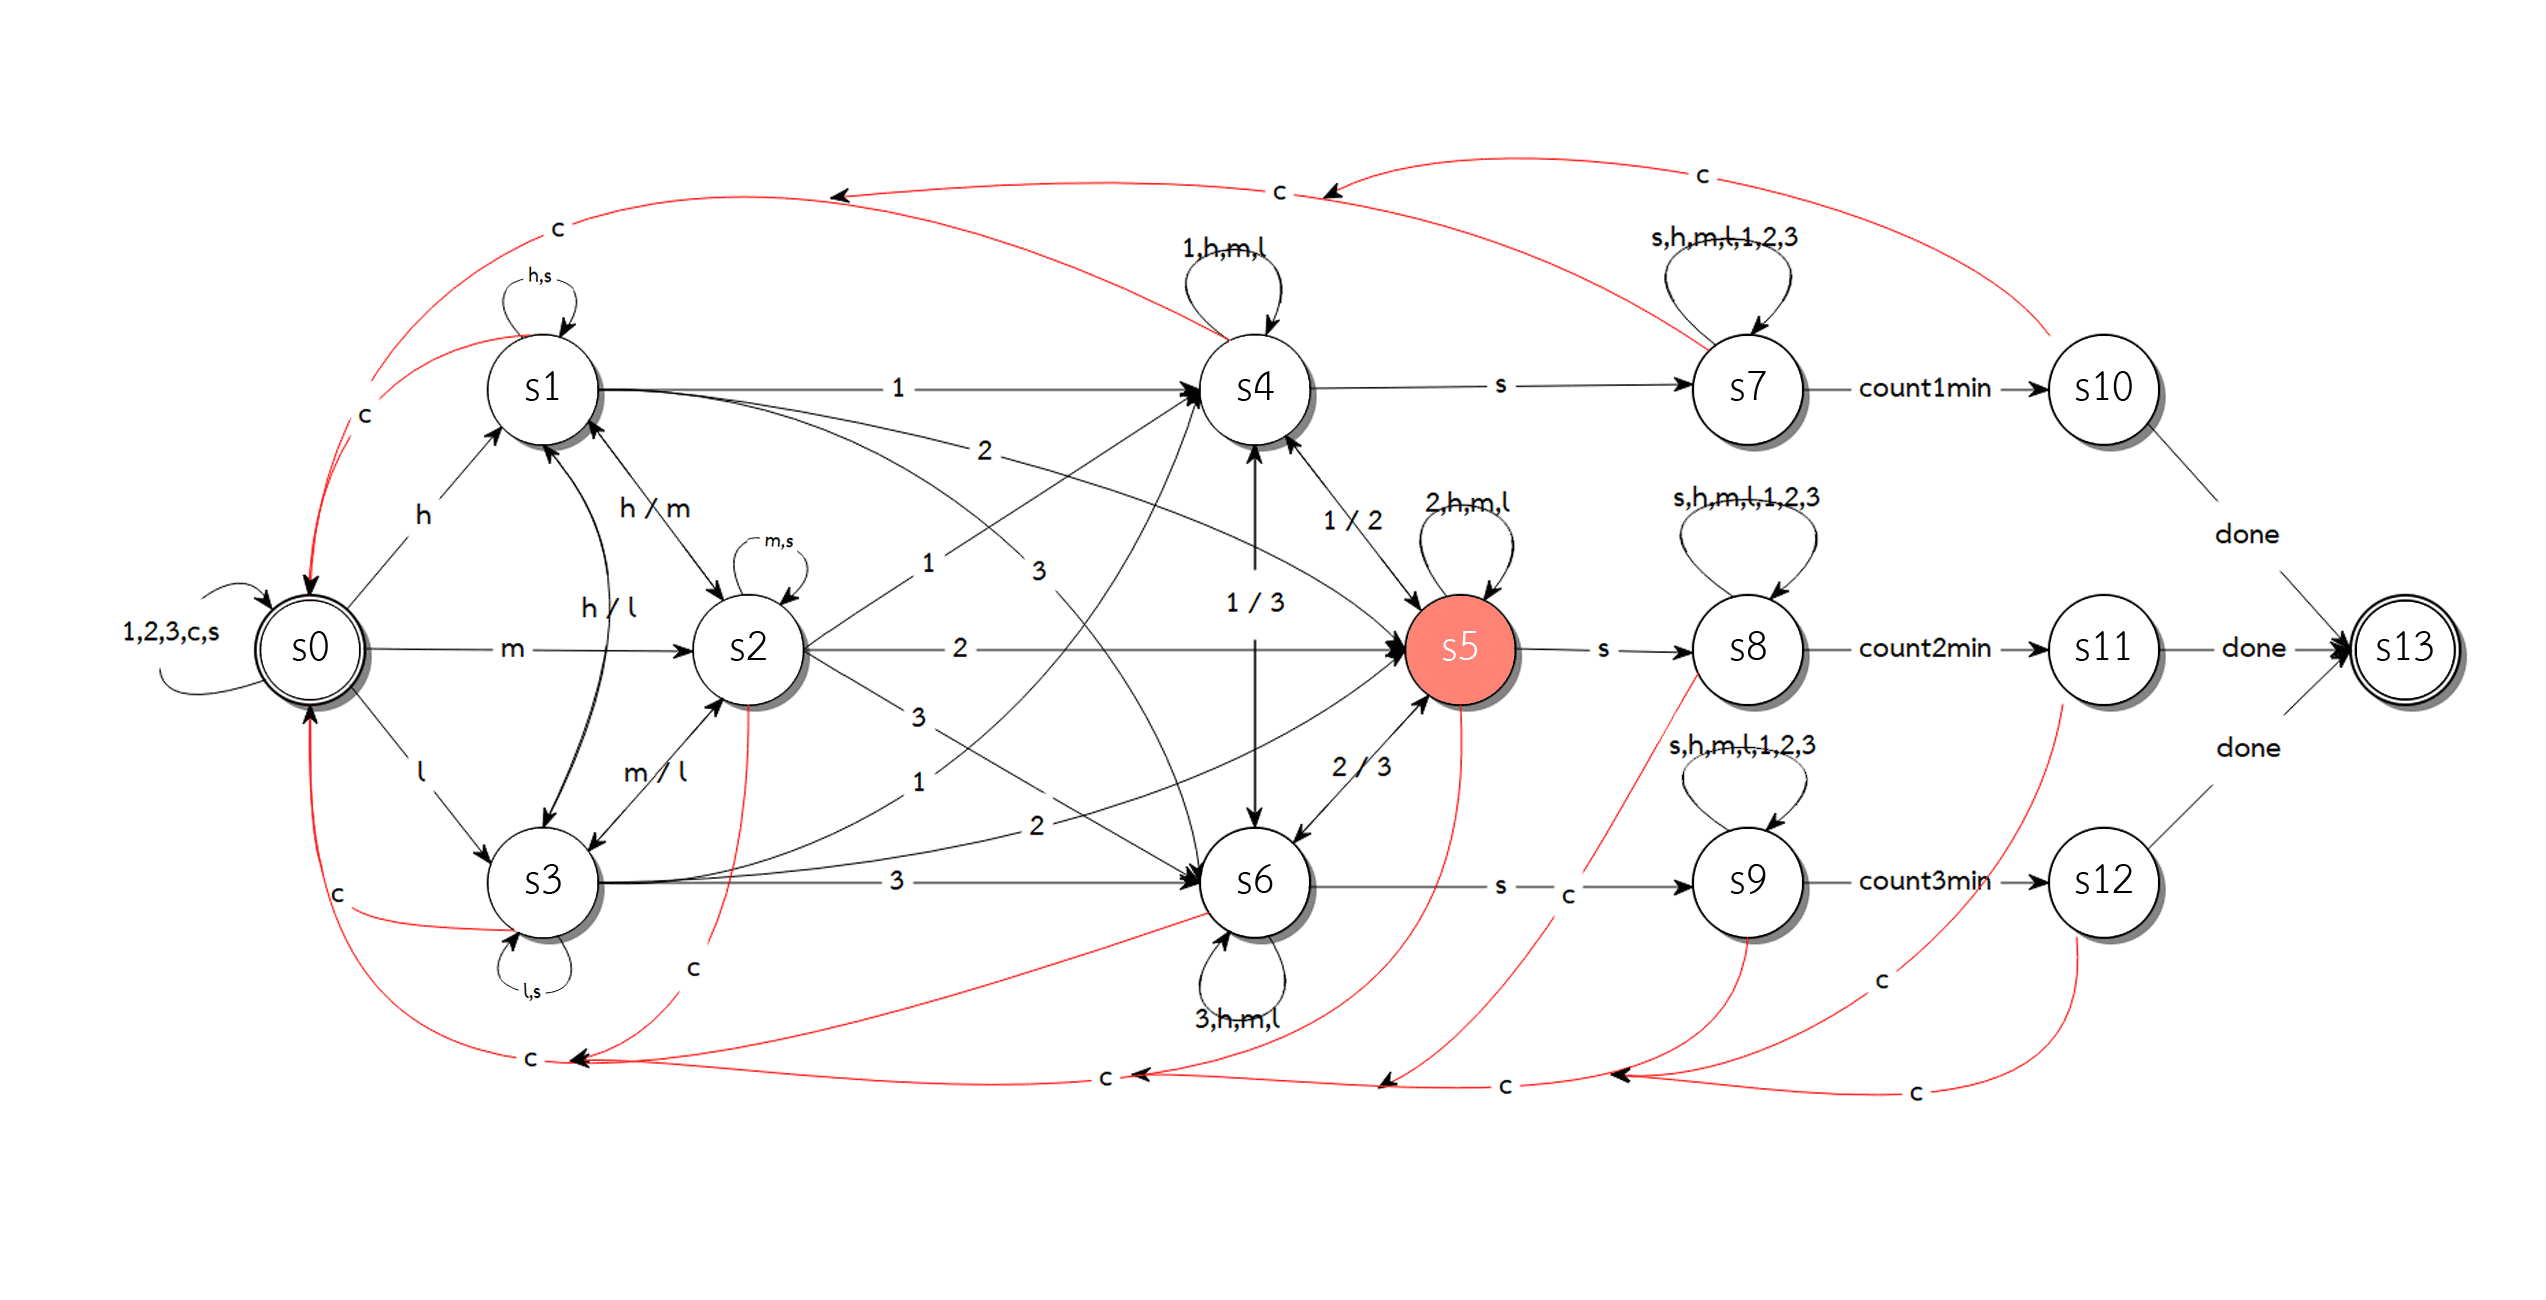 c
c
c
h,s
1,h,m,l
s,h,m,l,1,2,3
s1
1
s4
s
s7
count1min
s10
c
2
h
h / m
1 / 2
2,h,m,l
s,h,m,l,1,2,3
done
m,s
1
3
1 / 3
h / l
1,2,3,c,s
s0
m
s2
2
s5
s
s8
count2min
s11
done
s13
3
l
m / l
1
2 / 3
s,h,m,l,1,2,3
done
2
c
s3
3
s6
s
c
s9
count3min
s12
l,s
c
3,h,m,l
c
c
c
c
c